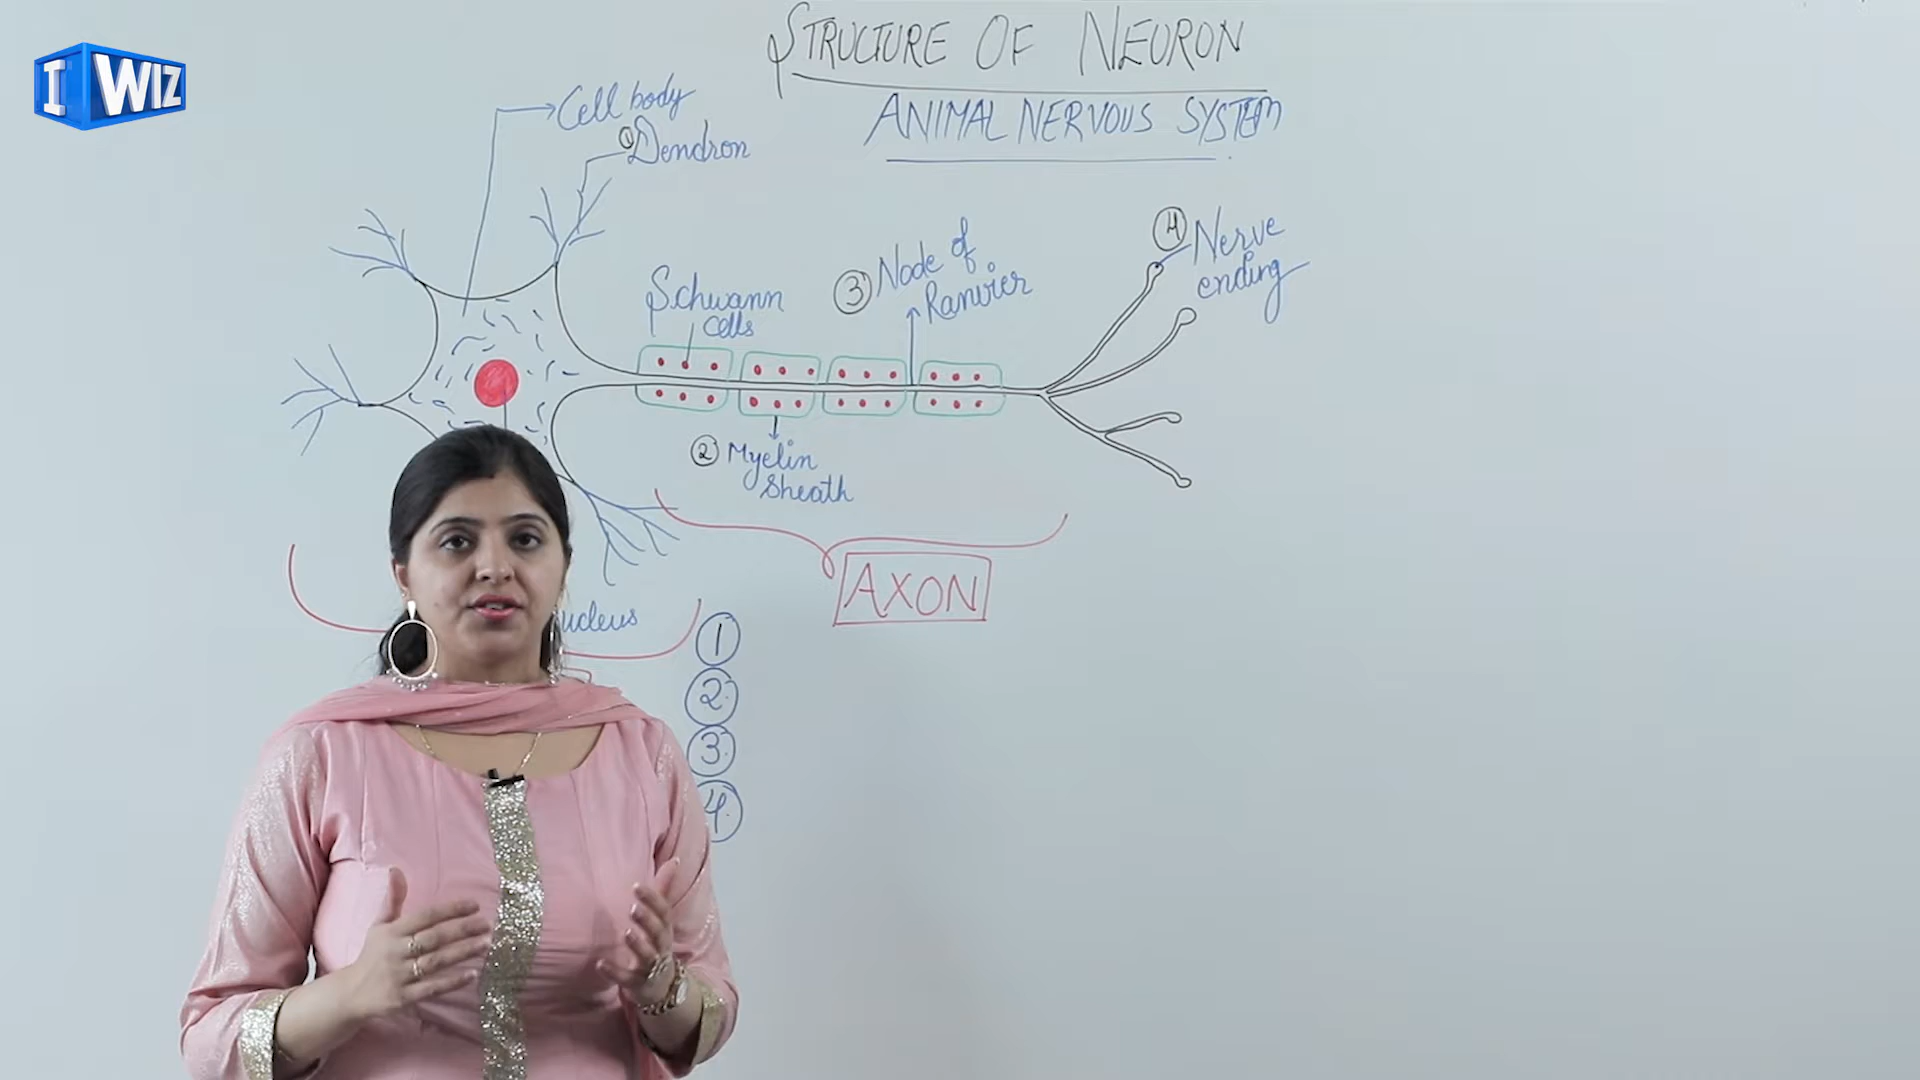 I WIZ
STRUCTURE OF NEURON
ANIMAL NERVOUS SYSTEM
Cell body
① Dendron
Schwann
cells
③ Node of
Ranvier
④ Nerve
ending
② Myelin
Sheath
AXON
ucleus
①
②
③
④